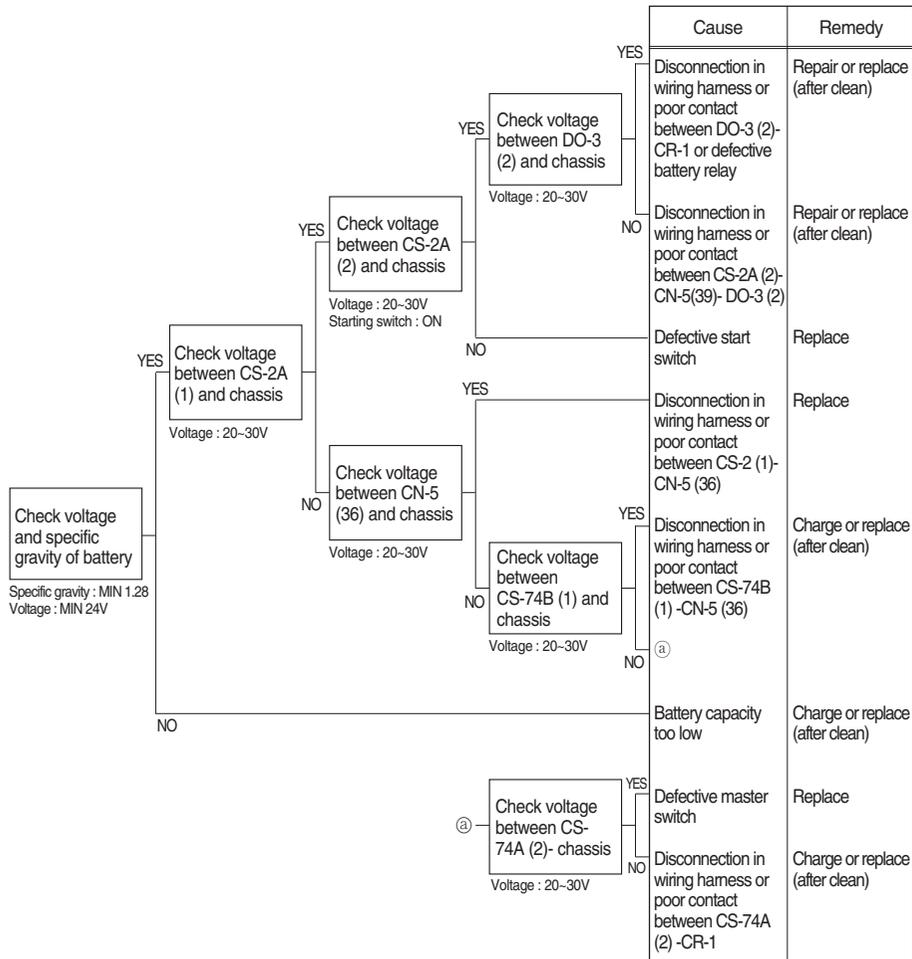 Cause
Remedy
YES
Disconnection in
wiring harness or
poor contact
between DO-3 (2)-
CR-1 or defective
battery relay
Repair or replace
(after clean)
YES
Check voltage
between DO-3
(2) and chassis
Voltage : 20~30V
NO
Disconnection in
wiring harness or
poor contact
between CS-2A (2)-
CN-5(39)- DO-3 (2)
Repair or replace
(after clean)
YES
Check voltage
between CS-2A
(2) and chassis
Voltage : 20~30V
Starting switch : ON
NO
Defective start
switch
Replace
YES
Check voltage
between CS-2A
(1) and chassis
Voltage : 20~30V
YES
Disconnection in
wiring harness or
poor contact
between CS-2 (1)-
CN-5 (36)
Replace
NO
Check voltage
between CN-5
(36) and chassis
Voltage : 20~30V
Check voltage
and specific
gravity of battery
Specific gravity : MIN 1.28
Voltage : MIN 24V
YES
Disconnection in
wiring harness or
poor contact
between CS-74B
(1) -CN-5 (36)
Charge or replace
(after clean)
NO
Check voltage
between
CS-74B (1) and
chassis
Voltage : 20~30V
NO
ⓐ
NO
Battery capacity
too low
Charge or replace
(after clean)
ⓐ
Check voltage
between CS-
74A (2)- chassis
Voltage : 20~30V
YES
Defective master
switch
Replace
NO
Disconnection in
wiring harness or
poor contact
between CS-74A
(2) -CR-1
Charge or replace
(after clean)